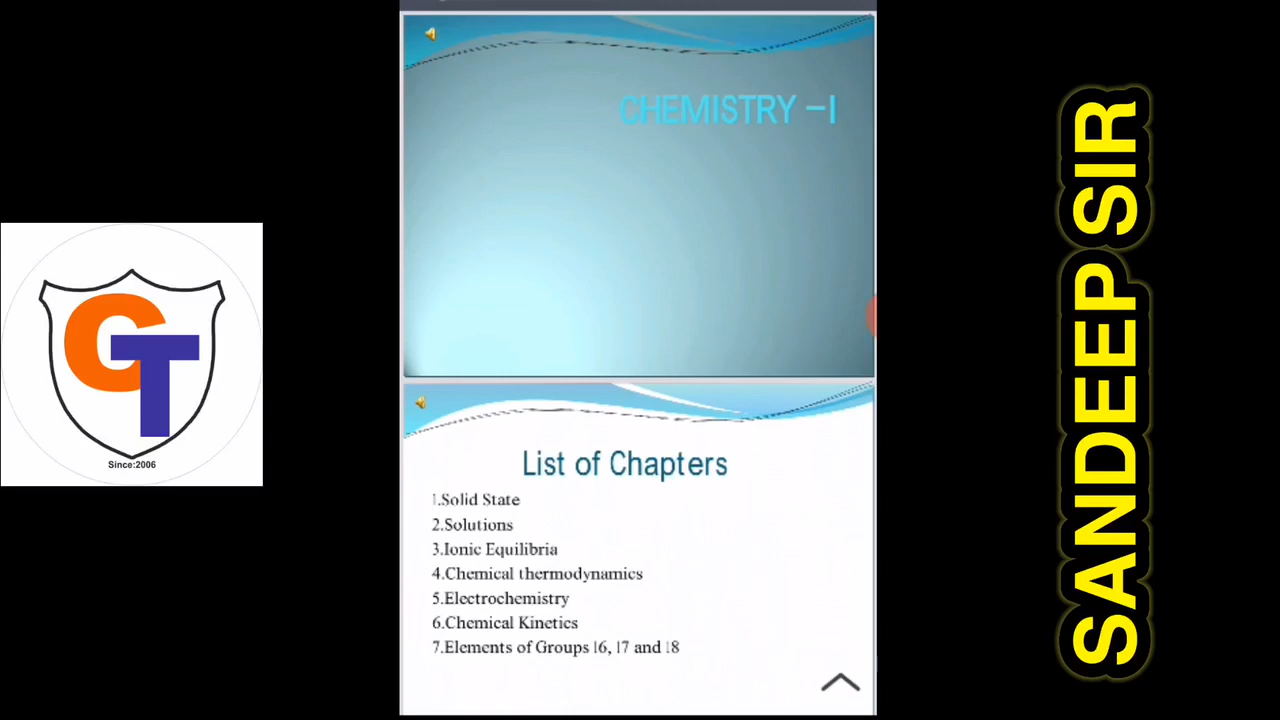 CHEMISTRY –I
List of Chapters
1.Solid State
2.Solutions
3.Ionic Equilibria
4.Chemical thermodynamics
5.Electrochemistry
6.Chemical Kinetics
7.Elements of Groups 16, 17 and 18
GT
Since:2006
SANDEEP SIR